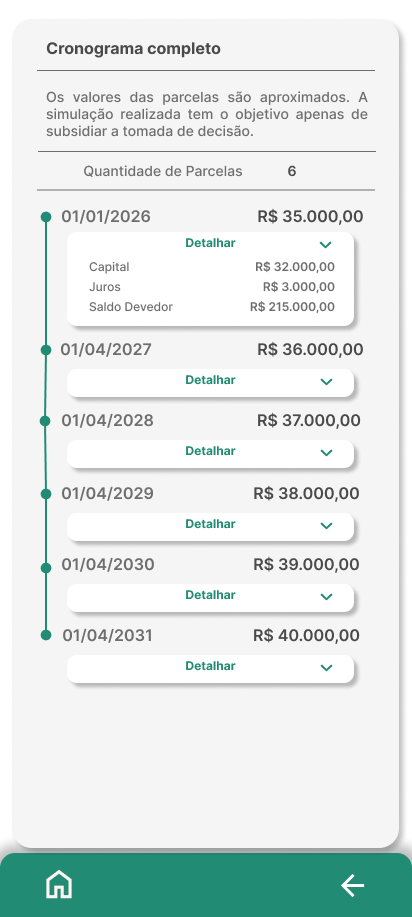 Cronograma completo
Os valores das parcelas são aproximados. A
simulação realizada tem o objetivo apenas de
subsidiar a tomada de decisão.
Quantidade de Parcelas 6
01/01/2026 R$ 35.000,00
Detalhar
Capital R$ 32.000,00
Juros R$ 3.000,00
Saldo Devedor R$ 215.000,00
01/04/2027 R$ 36.000,00
Detalhar
01/04/2028 R$ 37.000,00
Detalhar
01/04/2029 R$ 38.000,00
Detalhar
01/04/2030 R$ 39.000,00
Detalhar
01/04/2031 R$ 40.000,00
Detalhar